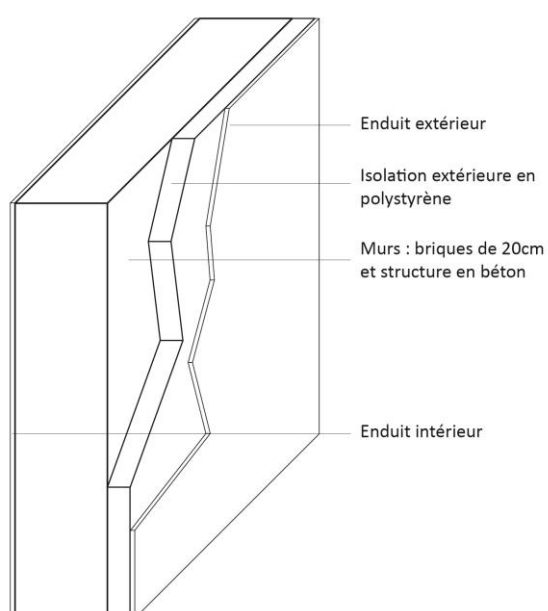 Enduit extérieur
Isolation extérieure en
polystyrène
Murs : briques de 20cm
et structure en béton
Enduit intérieur